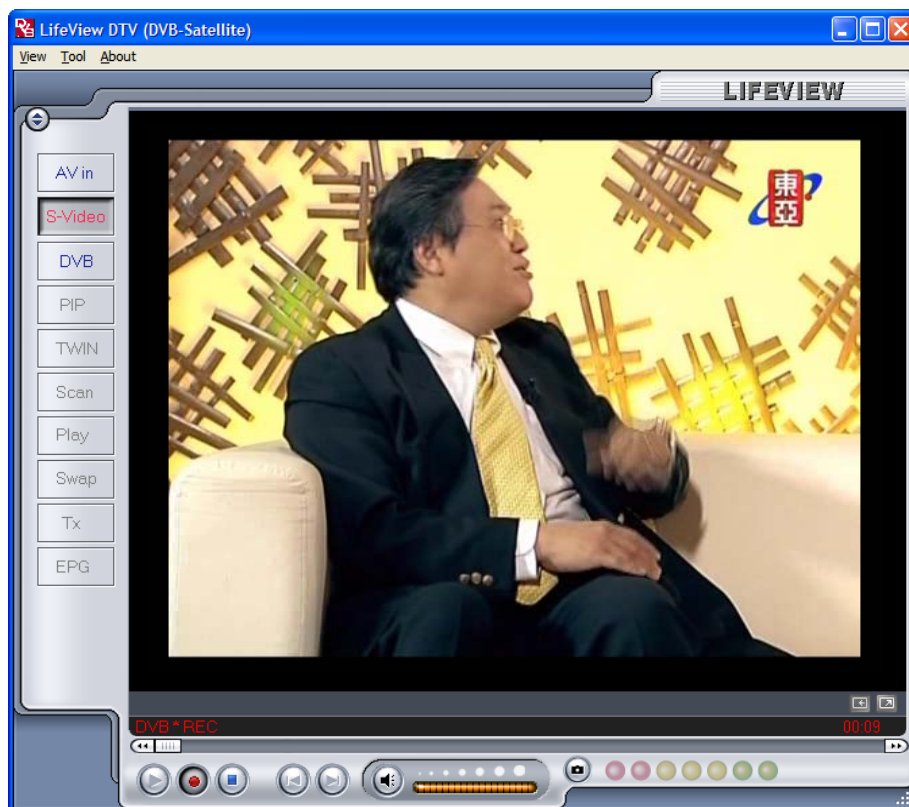 LifeView DTV (DVB-Satellite)
View Tool About
LIFEVIEW
AV in
S-Video
DVB
PIP
TWIN
Scan
Play
Swap
Tx
EPG
東亞
DVB*REC 00:09